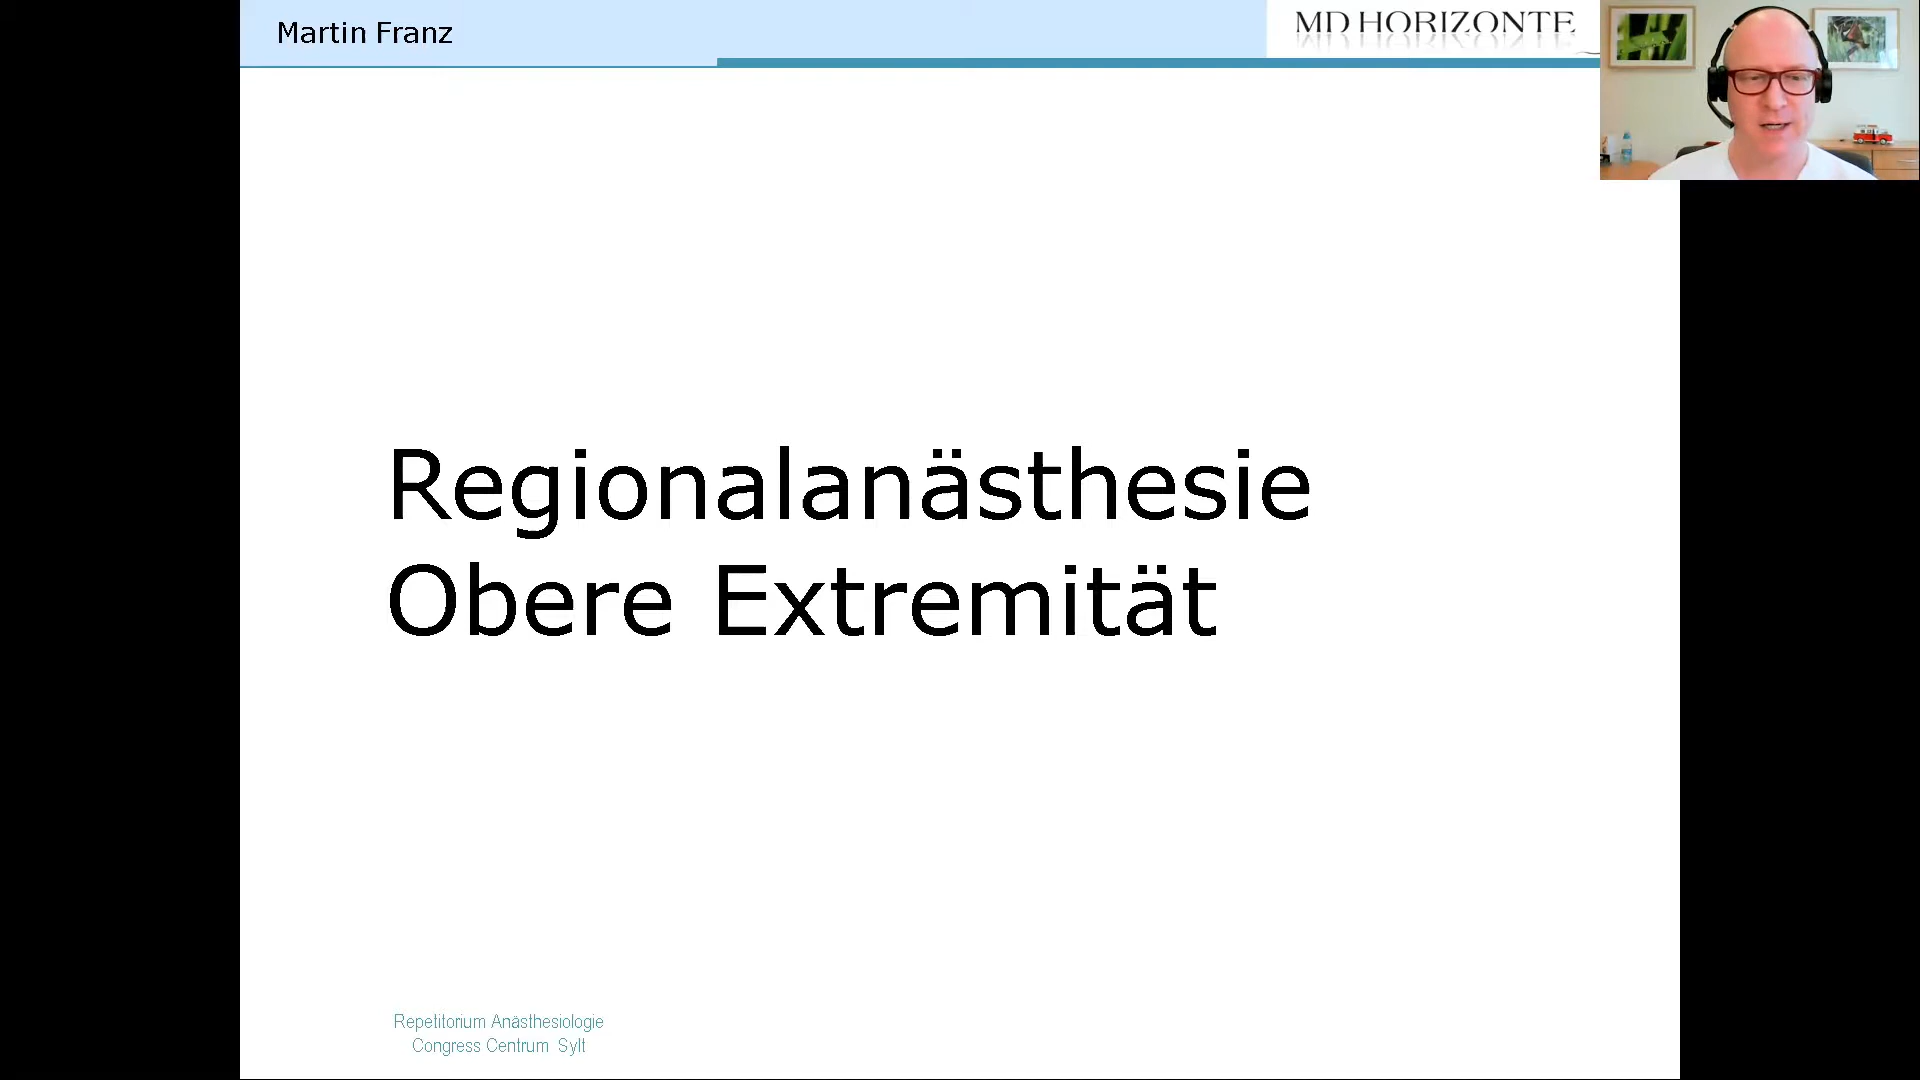 Martin Franz
MD HORIZONTE
Regionalanästhesie
Obere Extremität
Repetitorium Anästhesiologie
Congress Centrum Sylt